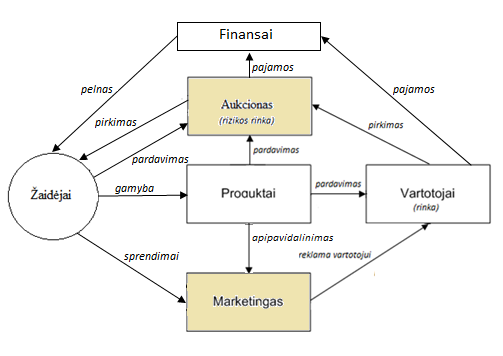 Finansai
pelnas
pajamos
pajamos
pirkimas
Aukcionas
(rizikos rinka)
pirkimas
pardavimas
pardavimas
Žaidėjai
gamyba
Produktai
pardavimas
Vartotojai
(rinka)
apipavidalinimas
sprendimai
reklama vartotojui
Marketingas